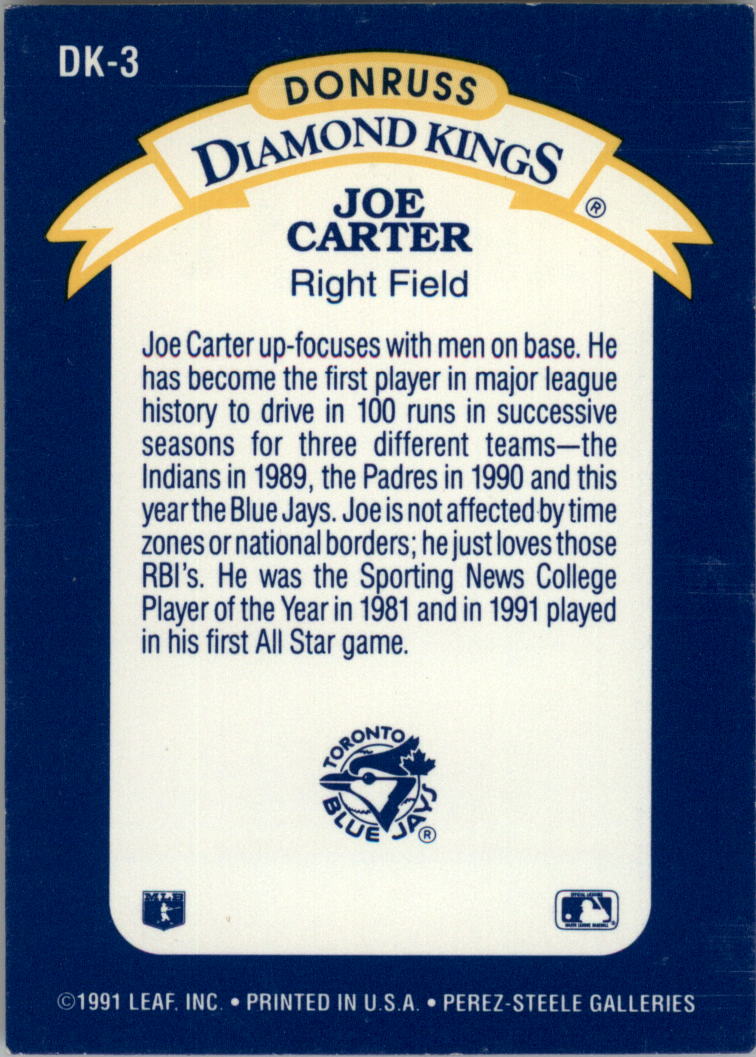 DK-3
DONRUSS
DIAMOND KINGS
®
JOE
CARTER
Right Field
Joe Carter up-focuses with men on base. He
has become the first player in major league
history to drive in 100 runs in successive
seasons for three different teams—the
Indians in 1989, the Padres in 1990 and this
year the Blue Jays. Joe is not affected by time
zones or national borders; he just loves those
RBI's. He was the Sporting News College
Player of the Year in 1981 and in 1991 played
in his first All Star game.
TORONTO
BLUE JAYS
®
MLB
©1991 LEAF, INC. • PRINTED IN U.S.A. • PEREZ-STEELE GALLERIES